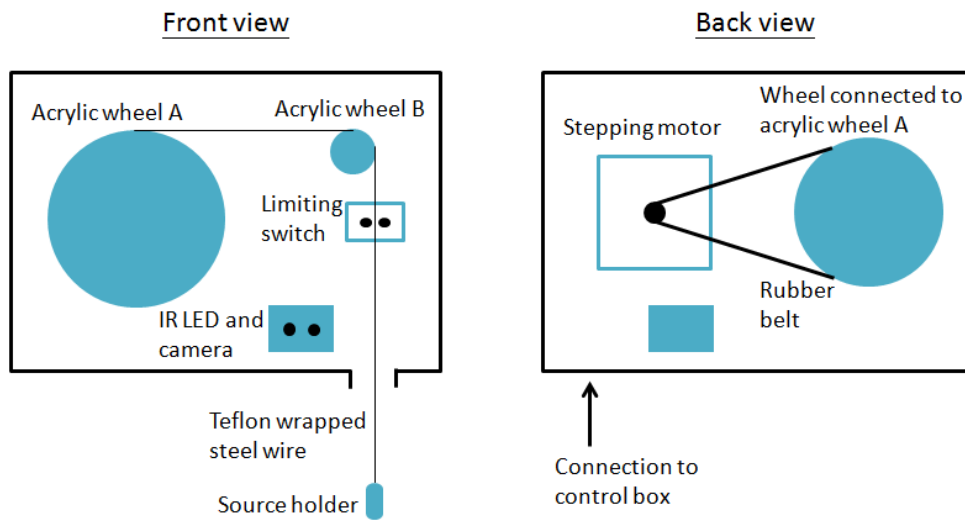 Front view
Acrylic wheel A
Acrylic wheel B
Limiting
switch
IR LED and
camera
Teflon wrapped
steel wire
Source holder
Back view
Stepping motor
Wheel connected to
acrylic wheel A
Rubber
belt
Connection to
control box